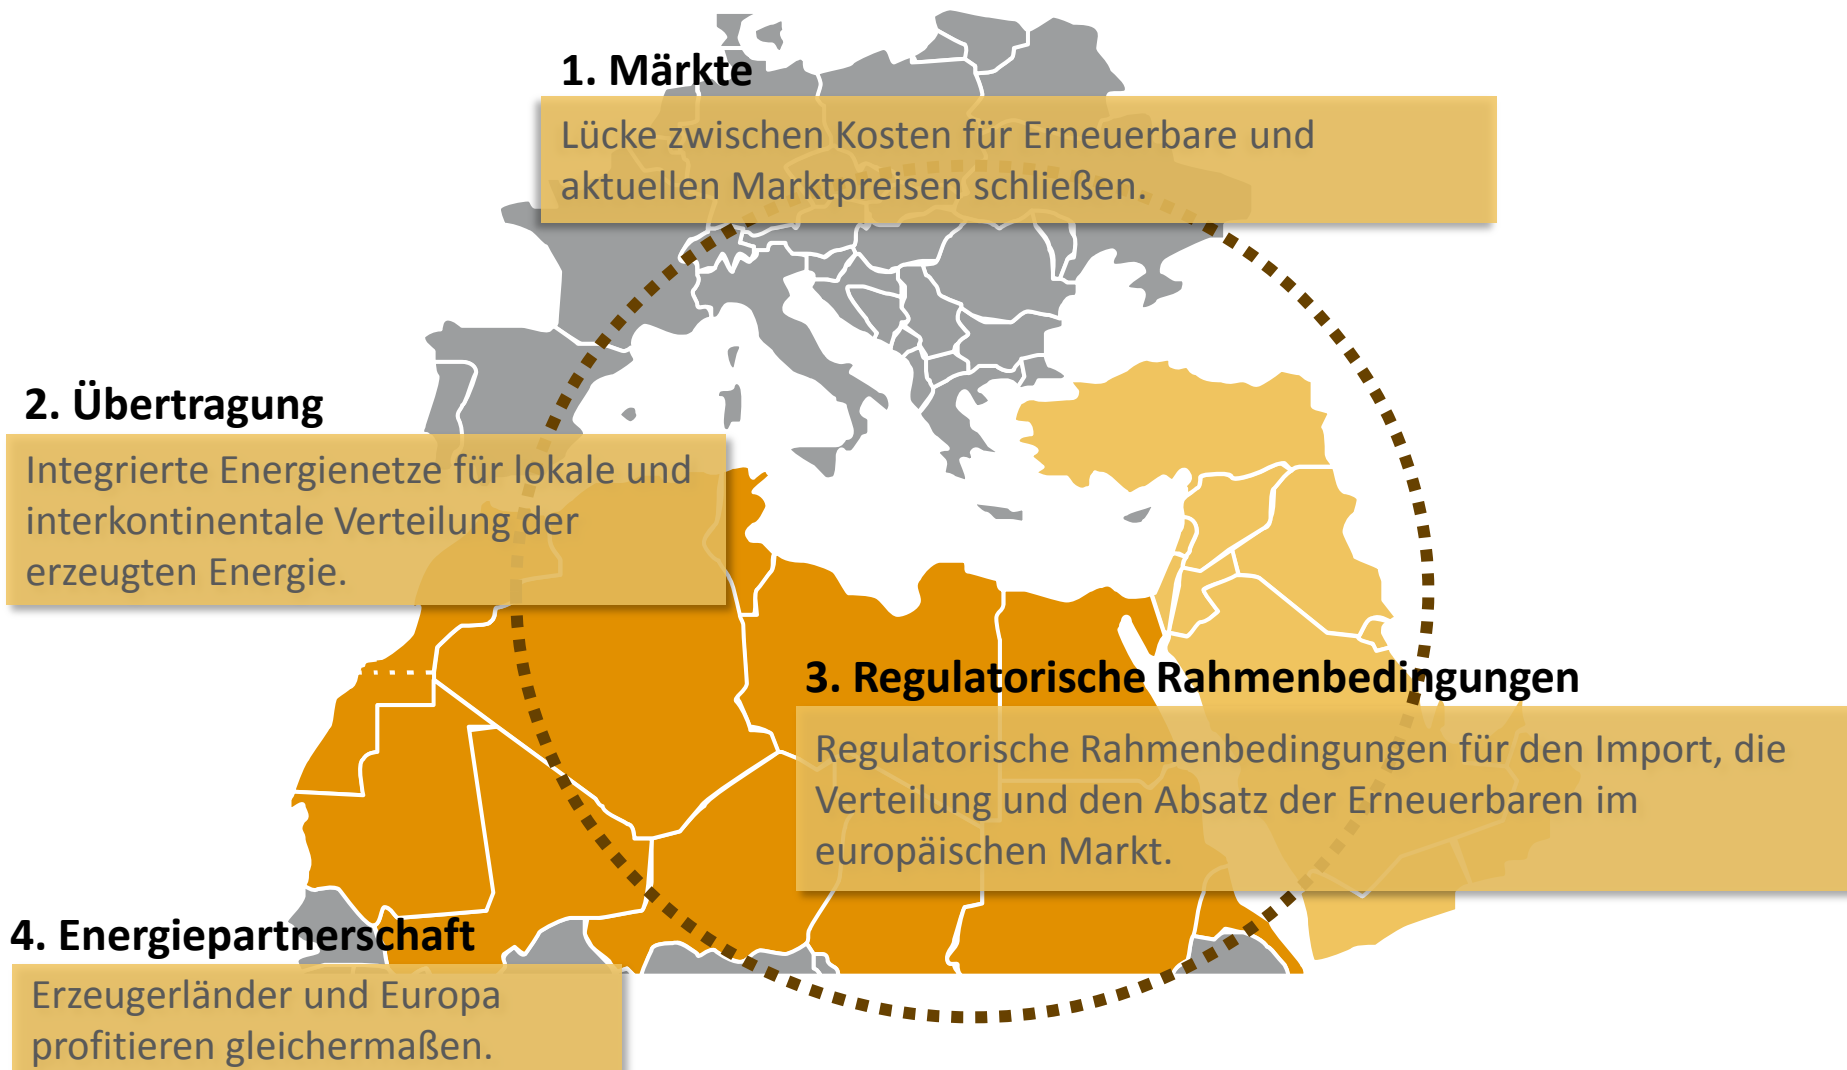 1. Märkte
Lücke zwischen Kosten für Erneuerbare und
aktuellen Marktpreisen schließen.
2. Übertragung
Integrierte Energienetze für lokale und
interkontinentale Verteilung der
erzeugten Energie.
3. Regulatorische Rahmenbedingungen
Regulatorische Rahmenbedingungen für den Import, die
Verteilung und den Absatz der Erneuerbaren im
europäischen Markt.
4. Energiepartnerschaft
Erzeugerländer und Europa
profitieren gleichermaßen.